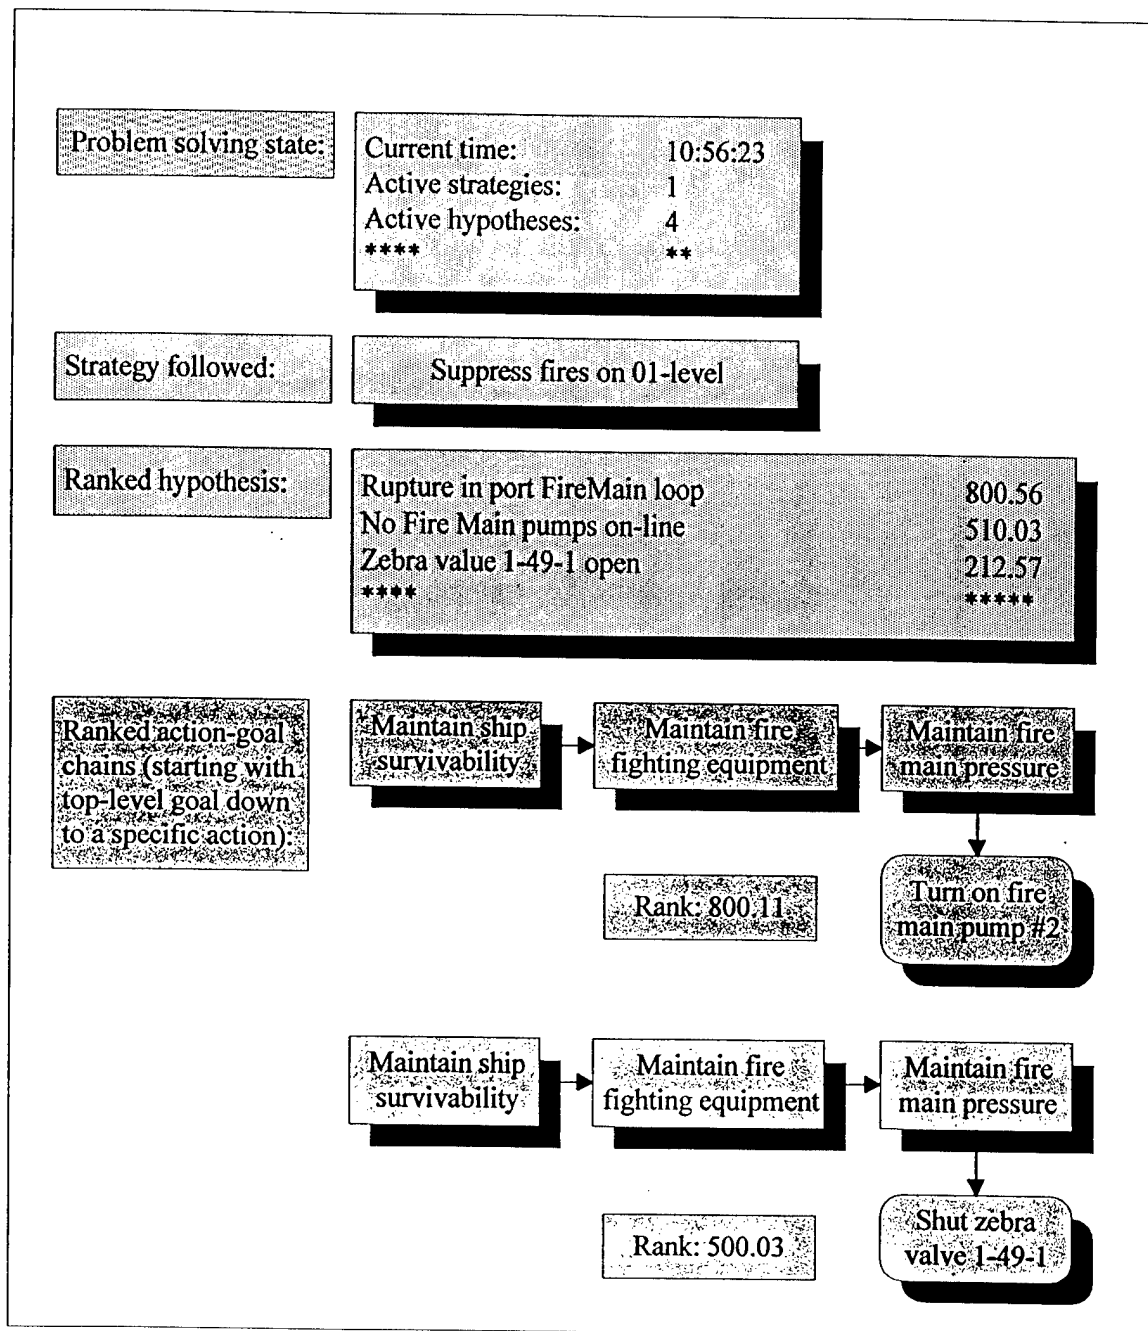 Problem solving state:
Current time: 10:56:23
Active strategies: 1
Active hypotheses: 4
**** **
Strategy followed:
Suppress fires on 01-level
Ranked hypothesis:
Rupture in port FireMain loop 800.56
No Fire Main pumps on-line 510.03
Zebra value 1-49-1 open 212.57
**** *****
Ranked action-goal
chains (starting with
top-level goal down
to a specific action):
Maintain ship
survivability
Maintain fire
fighting equipment
Maintain fire
main pressure
Rank: 800.11
Turn on fire
main pump #2
Maintain ship
survivability
Maintain fire
fighting equipment
Maintain fire
main pressure
Rank: 500.03
Shut zebra
valve 1-49-1